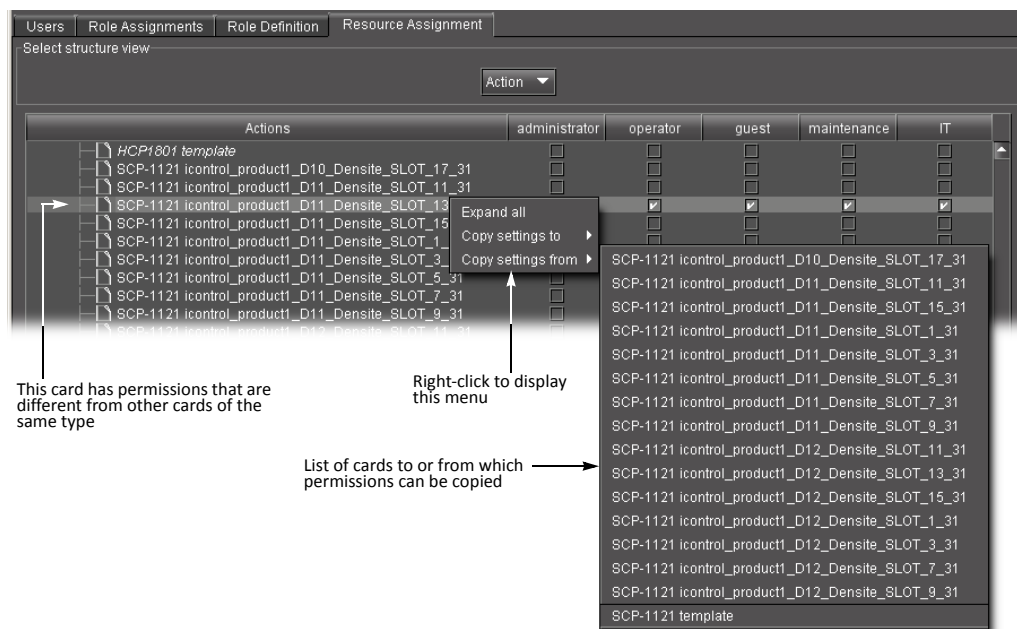 Users Role Assignments Role Definition Resource Assignment
Select structure view
Action
Actions administrator operator guest maintenance IT
HCP1801 template
SCP-1121 icontrol_product1_D10_Densite_SLOT_17_31
SCP-1121 icontrol_product1_D11_Densite_SLOT_11_31
SCP-1121 icontrol_product1_D11_Densite_SLOT_13
SCP-1121 icontrol_product1_D11_Densite_SLOT_15
SCP-1121 icontrol_product1_D11_Densite_SLOT_1_
SCP-1121 icontrol_product1_D11_Densite_SLOT_3_
SCP-1121 icontrol_product1_D11_Densite_SLOT_5_31
SCP-1121 icontrol_product1_D11_Densite_SLOT_7_31
SCP-1121 icontrol_product1_D11_Densite_SLOT_9_31
SCP-1121 icontrol_product1_D12_Densite_SLOT_11_31
Expand all
Copy settings to
Copy settings from
SCP-1121 icontrol_product1_D10_Densite_SLOT_17_31
SCP-1121 icontrol_product1_D11_Densite_SLOT_11_31
SCP-1121 icontrol_product1_D11_Densite_SLOT_15_31
SCP-1121 icontrol_product1_D11_Densite_SLOT_1_31
SCP-1121 icontrol_product1_D11_Densite_SLOT_3_31
SCP-1121 icontrol_product1_D11_Densite_SLOT_5_31
SCP-1121 icontrol_product1_D11_Densite_SLOT_7_31
SCP-1121 icontrol_product1_D11_Densite_SLOT_9_31
SCP-1121 icontrol_product1_D12_Densite_SLOT_11_31
SCP-1121 icontrol_product1_D12_Densite_SLOT_13_31
SCP-1121 icontrol_product1_D12_Densite_SLOT_15_31
SCP-1121 icontrol_product1_D12_Densite_SLOT_1_31
SCP-1121 icontrol_product1_D12_Densite_SLOT_3_31
SCP-1121 icontrol_product1_D12_Densite_SLOT_7_31
SCP-1121 icontrol_product1_D12_Densite_SLOT_9_31
SCP-1121 template
This card has permissions that are
different from other cards of the
same type
Right-click to display
this menu
List of cards to or from which
permissions can be copied